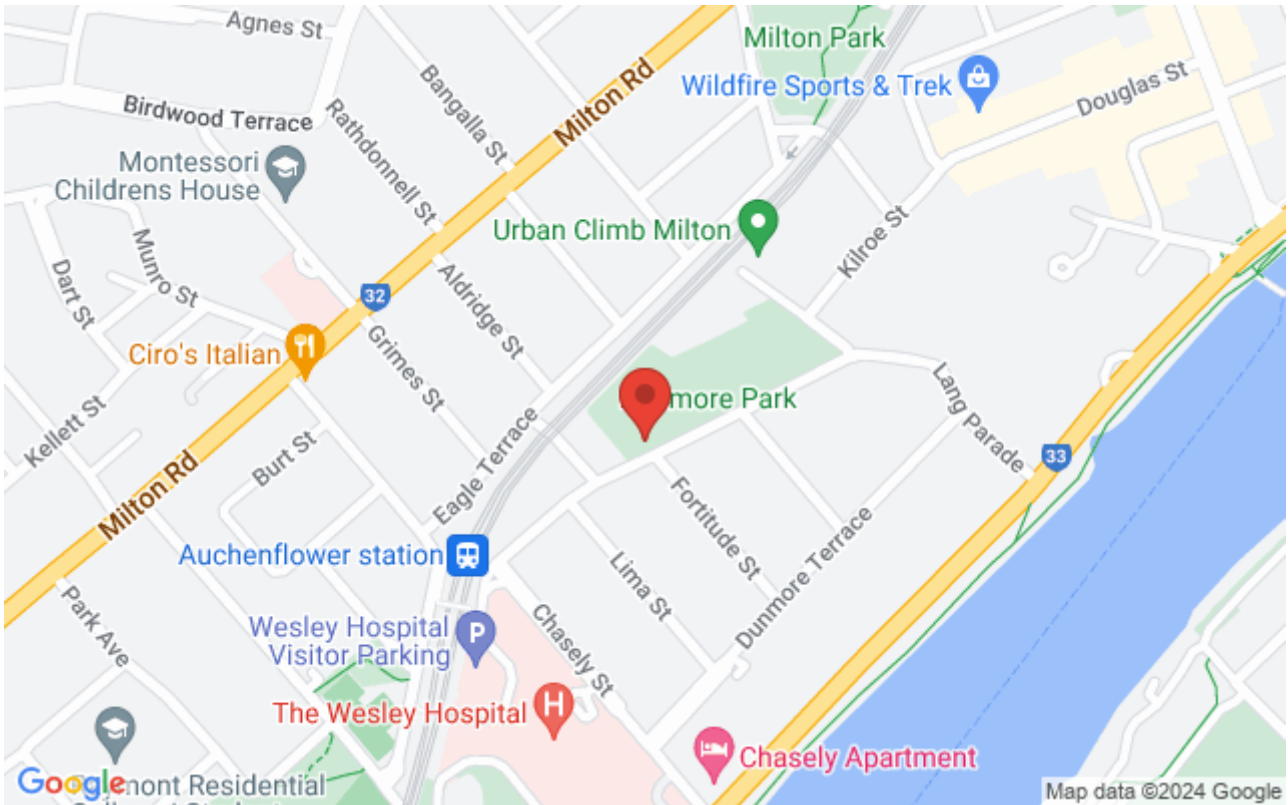 Agnes St
Milton Park
Milton Rd
Bangalla St
Wildfire Sports & Trek
Douglas St
Birdwood Terrace
Rathdonnell St
Montessori
Childrens House
Urban Climb Milton
Kilroe St
Munro St
Dart St
Aldridge St
32
Ciro's Italian
Grimes St
more Park
Lang Parade
Kellett St
Burt St
Milton Rd
Eagle Terrace
33
Fortitude St
Auchenflower station
Lima St
Dunmore Terrace
Park Ave
Wesley Hospital
Visitor Parking
P
Chasely St
The Wesley Hospital
H
Chasely Apartment
Google
mont Residential
Map data ©2024 Google